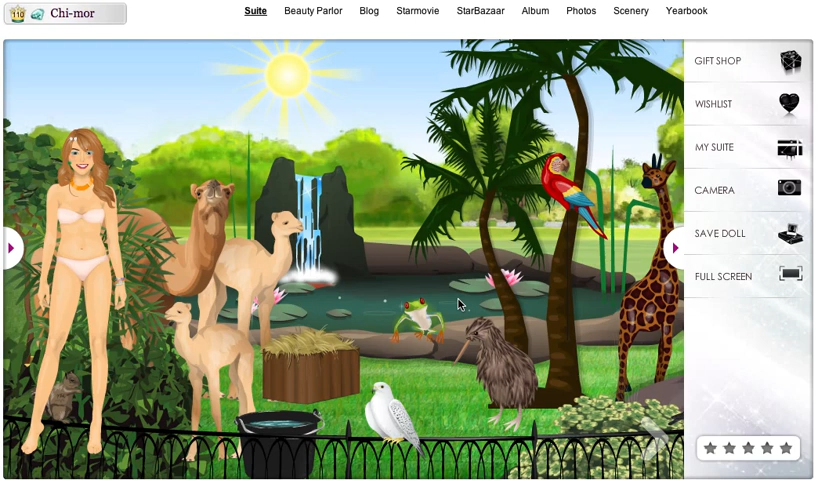 110 Chi-mor
Suite Beauty Parlor Blog Starmovie StarBazaar Album Photos Scenery Yearbook
GIFT SHOP
WISHLIST
MY SUITE
CAMERA
SAVE DOLL
FULL SCREEN